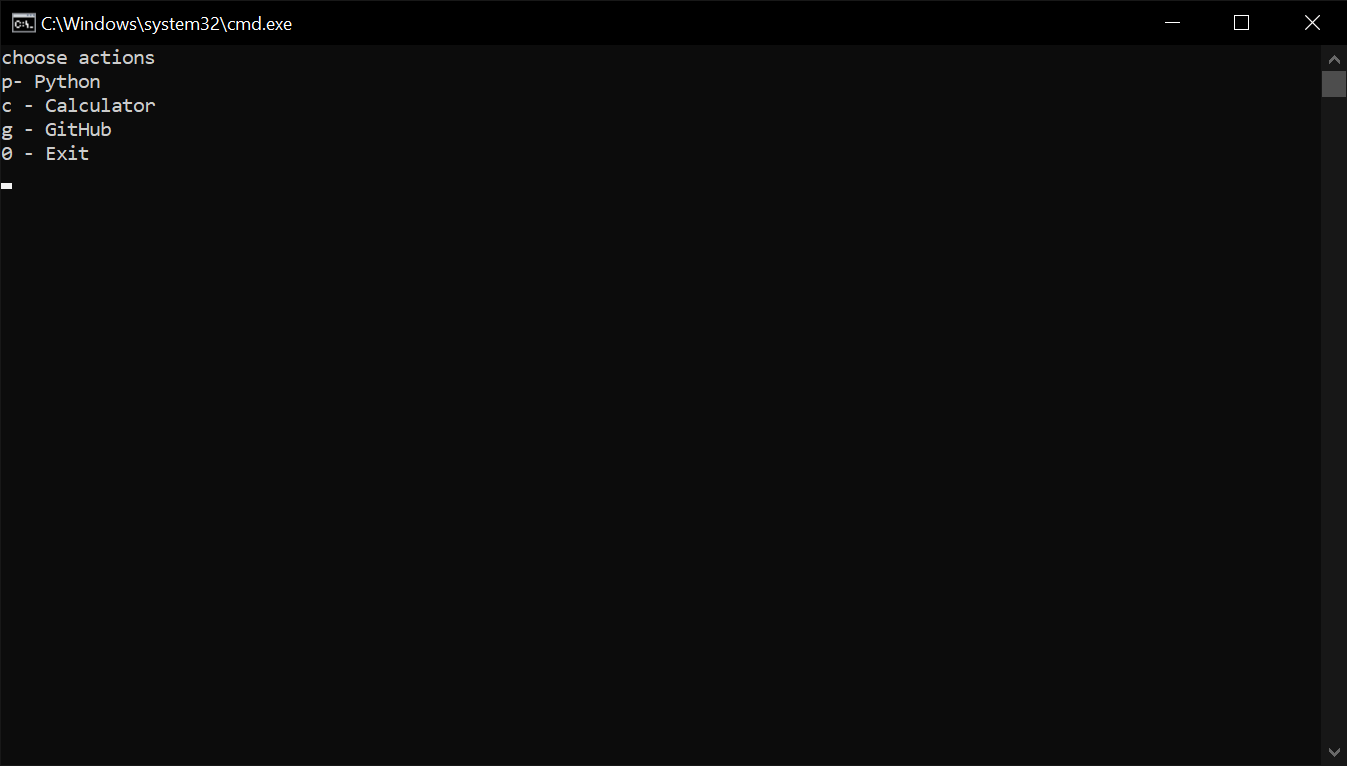 C:\Windows\system32\cmd.exe
choose actions
p- Python
c - Calculator
g - GitHub
0 - Exit